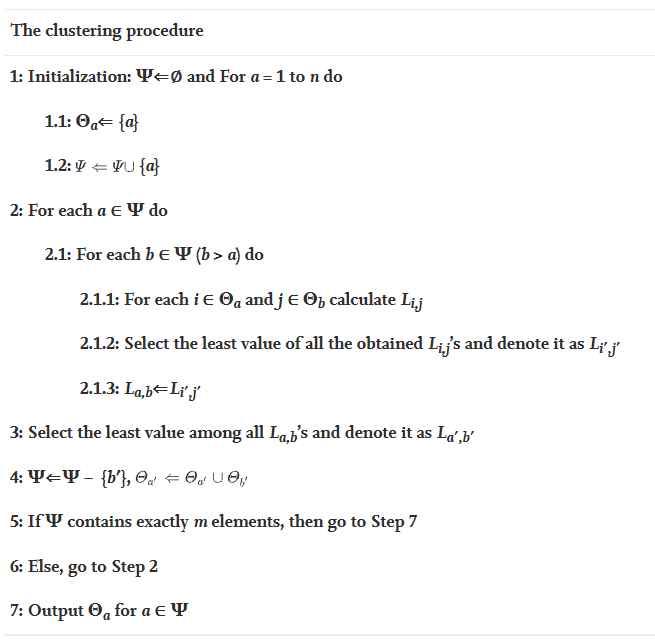 The clustering procedure
1: Initialization: Ψ⇐∅ and For a = 1 to n do
1.1: Θa⇐ {a}
1.2: Ψ ⇐ Ψ∪ {a}
2: For each a ∈ Ψ do
2.1: For each b ∈ Ψ (b > a) do
2.1.1: For each i ∈ Θa and j ∈ Θb calculate Li,j
2.1.2: Select the least value of all the obtained Li,j's and denote it as Li′,j′
2.1.3: La,b⇐Li′,j′
3: Select the least value among all La,b's and denote it as La′,b′
4: Ψ⇐Ψ – {b′}, Θa′ ⇐ Θa′ ∪ Θb′
5: If Ψ contains exactly m elements, then go to Step 7
6: Else, go to Step 2
7: Output Θa for a ∈ Ψ